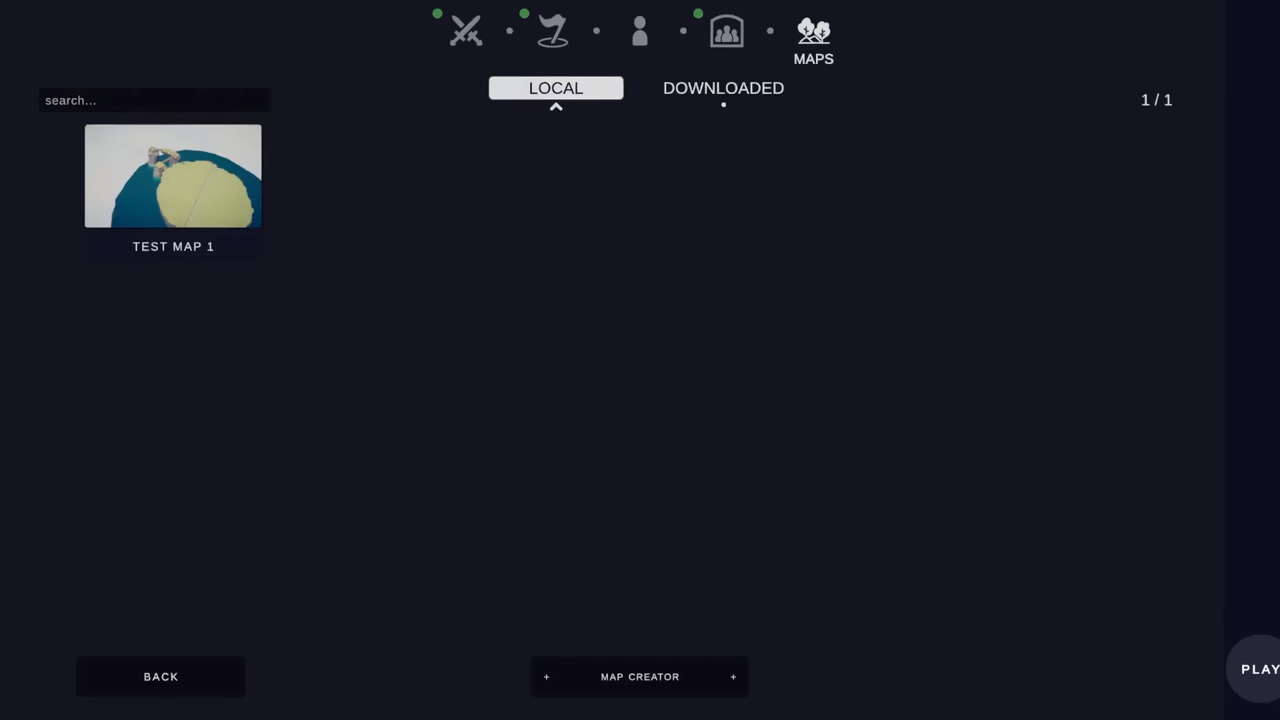 MAPS
LOCAL
DOWNLOADED
search...
1 / 1
TEST MAP 1
BACK
+ MAP CREATOR +
PLAY